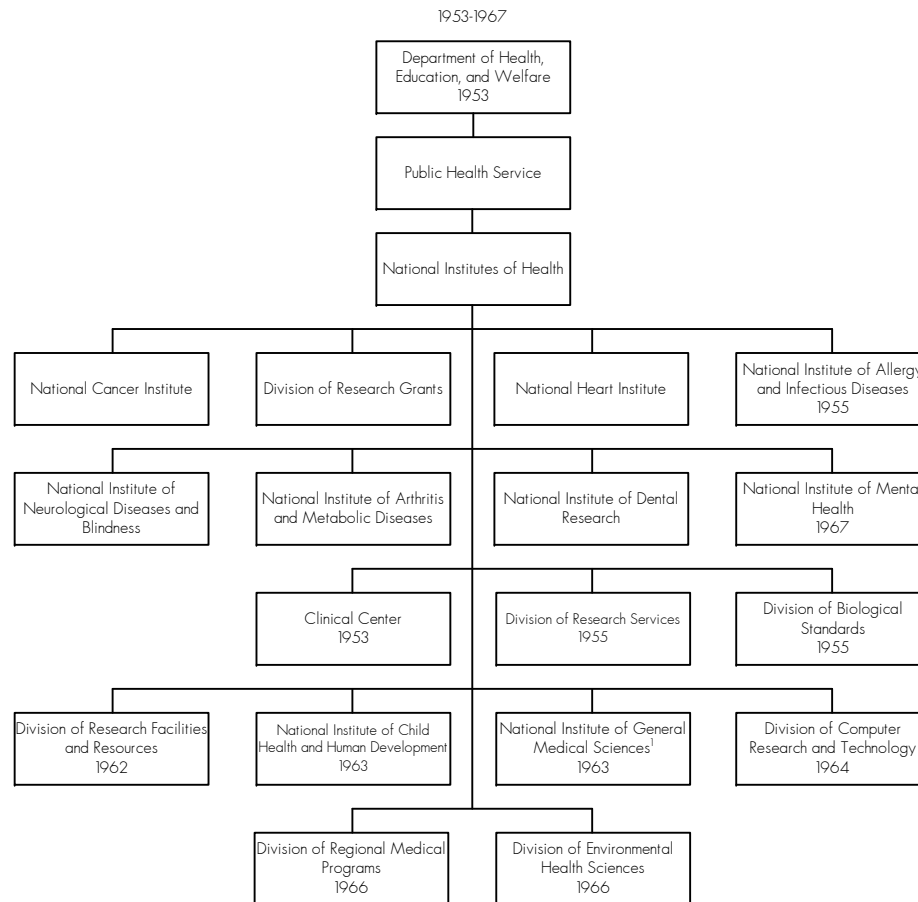 1953-1967
Department of Health,
Education, and Welfare
1953
Public Health Service
National Institutes of Health
National Cancer Institute
Division of Research Grants
National Heart Institute
National Institute of Allergy
and Infectious Diseases
1955
National Institute of
Neurological Diseases and
Blindness
National Institute of Arthritis
and Metabolic Diseases
National Institute of Dental
Research
National Institute of Mental
Health
1967
Clinical Center
1953
Division of Research Services
1955
Division of Biological
Standards
1955
Division of Research Facilities
and Resources
1962
National Institute of Child
Health and Human Development
1963
National Institute of General
Medical Sciences¹
1963
Division of Computer
Research and Technology
1964
Division of Regional Medical
Programs
1966
Division of Environmental
Health Sciences
1966